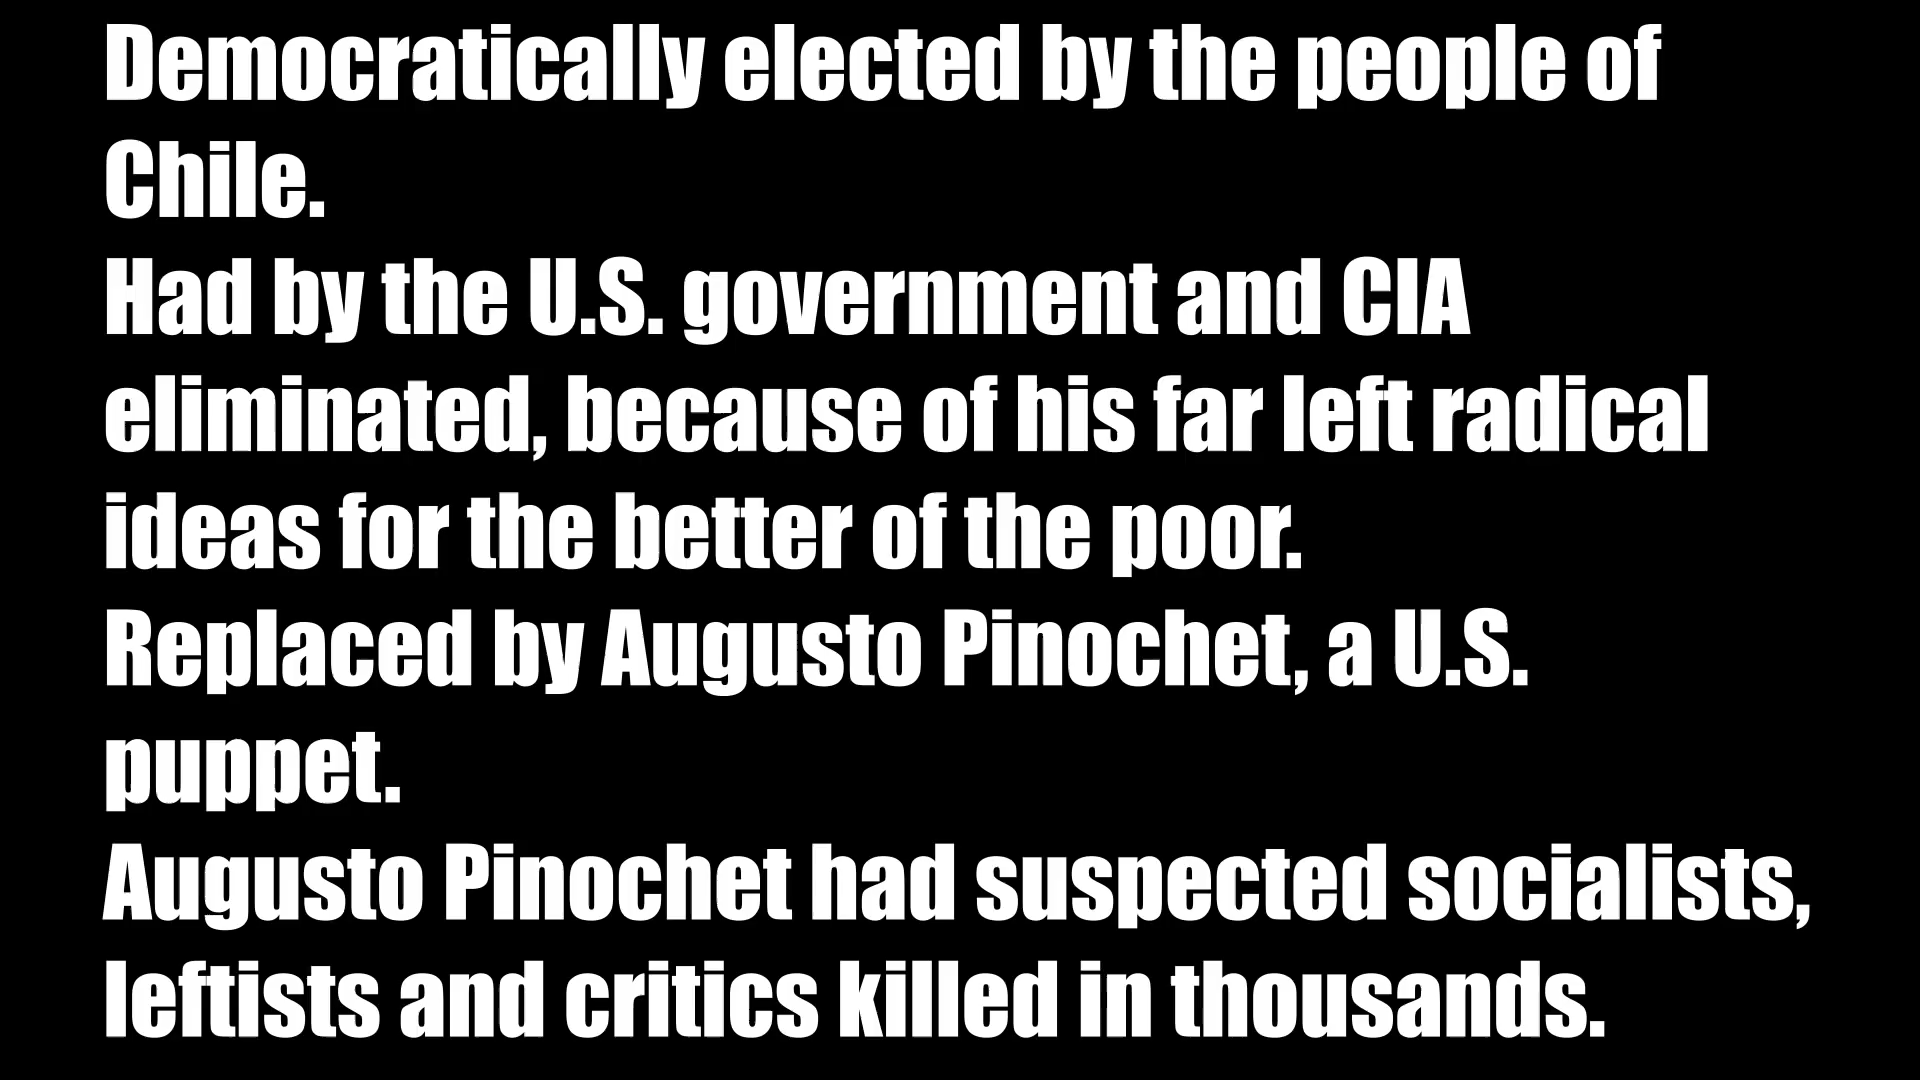 Democratically elected by the people of
Chile.
Had by the U.S. government and CIA
eliminated, because of his far left radical
ideas for the better of the poor.
Replaced by Augusto Pinochet, a U.S.
puppet.
Augusto Pinochet had suspected socialists,
leftists and critics killed in thousands.